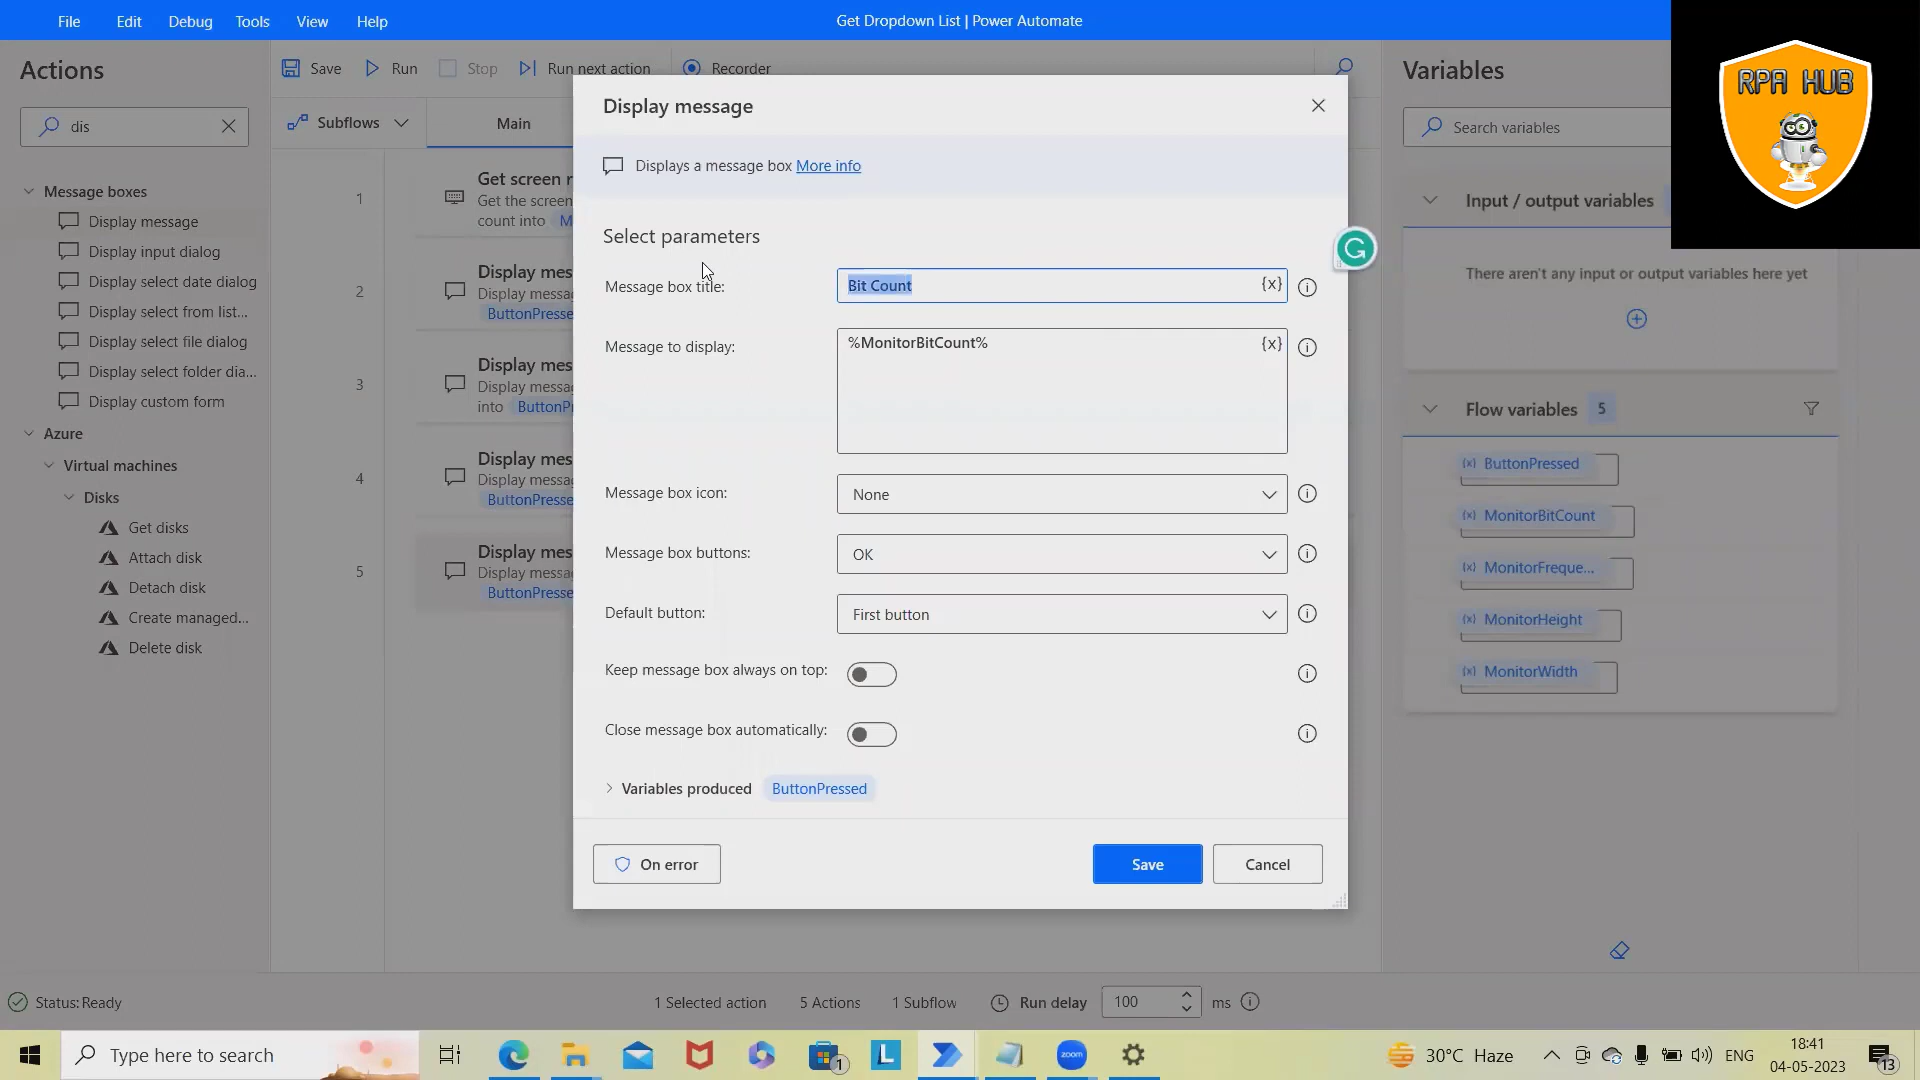 File Edit Debug Tools View Help
Get Dropdown List | Power Automate
RPA HUB
Actions
dis
Message boxes
Display message
Display input dialog
Display select date dialog
Display select from list...
Display select file dialog
Display select folder dia...
Display custom form
Azure
Virtual machines
Disks
Get disks
Attach disk
Detach disk
Create managed...
Delete disk
Save Run Stop Run next action Recorder
Subflows Main
1
Get screen r
Get the screen
count into M
2
Display mes
Display messa
ButtonPresse
3
Display mes
Display messa
into ButtonPr
4
Display mes
Display messa
ButtonPresse
5
Display mes
Display messa
ButtonPresse
Display message
Displays a message box More info
Select parameters
Message box title: Bit Count {x}
Message to display: %MonitorBitCount% {x}
Message box icon: None
Message box buttons: OK
Default button: First button
Keep message box always on top:
Close message box automatically:
Variables produced ButtonPressed
On error Save Cancel
Variables
Search variables
Input / output variables
There aren't any input or output variables here yet
Flow variables 5
{x} ButtonPressed
{x} MonitorBitCount
{x} MonitorFreque...
{x} MonitorHeight
{x} MonitorWidth
Status: Ready 1 Selected action 5 Actions 1 Subflow Run delay 100 ms
Type here to search
1
L
zoom
30°C Haze
ENG
18:41
04-05-2023
13